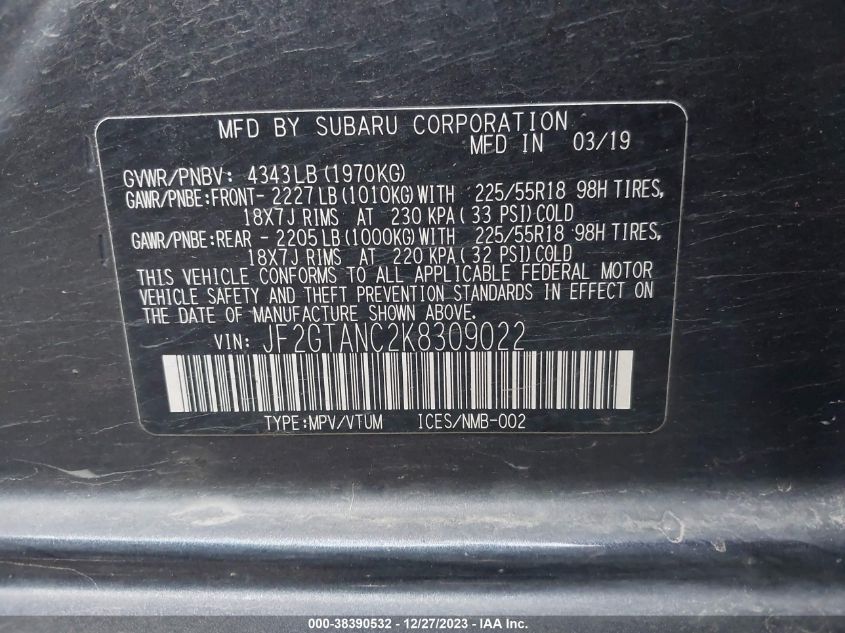 MFD BY SUBARU CORPORATION
MED IN 03/19
GVWR/PNBV: 4343LB (1970KG)
GAWR/PNBE:FRONT- 2227LB (1010KG) WITH 225/55R18 98H TIRES,
18X7J RIMS AT 230 KPA ( 33 PSI) COLD
GAWR/PNBE:REAR - 2205LB (1000KG) WITH 225/55R18 98H TIRES,
18X7J RIMS AT 220 KPA ( 32 PSI) COLD
THIS VEHICLE CONFORMS TO ALL APPLICABLE FEDERAL MOTOR
VEHICLE SAFETY AND THEFT PREVENTION STANDARDS IN EFFECT ON
THE DATE OF MANUFACTURE SHOWN ABOVE.
VIN: JF2GTANC2K8309022
TYPE:MPV/VTUM ICES/NMB-002
000-38390532 - 12/27/2023 - IAA